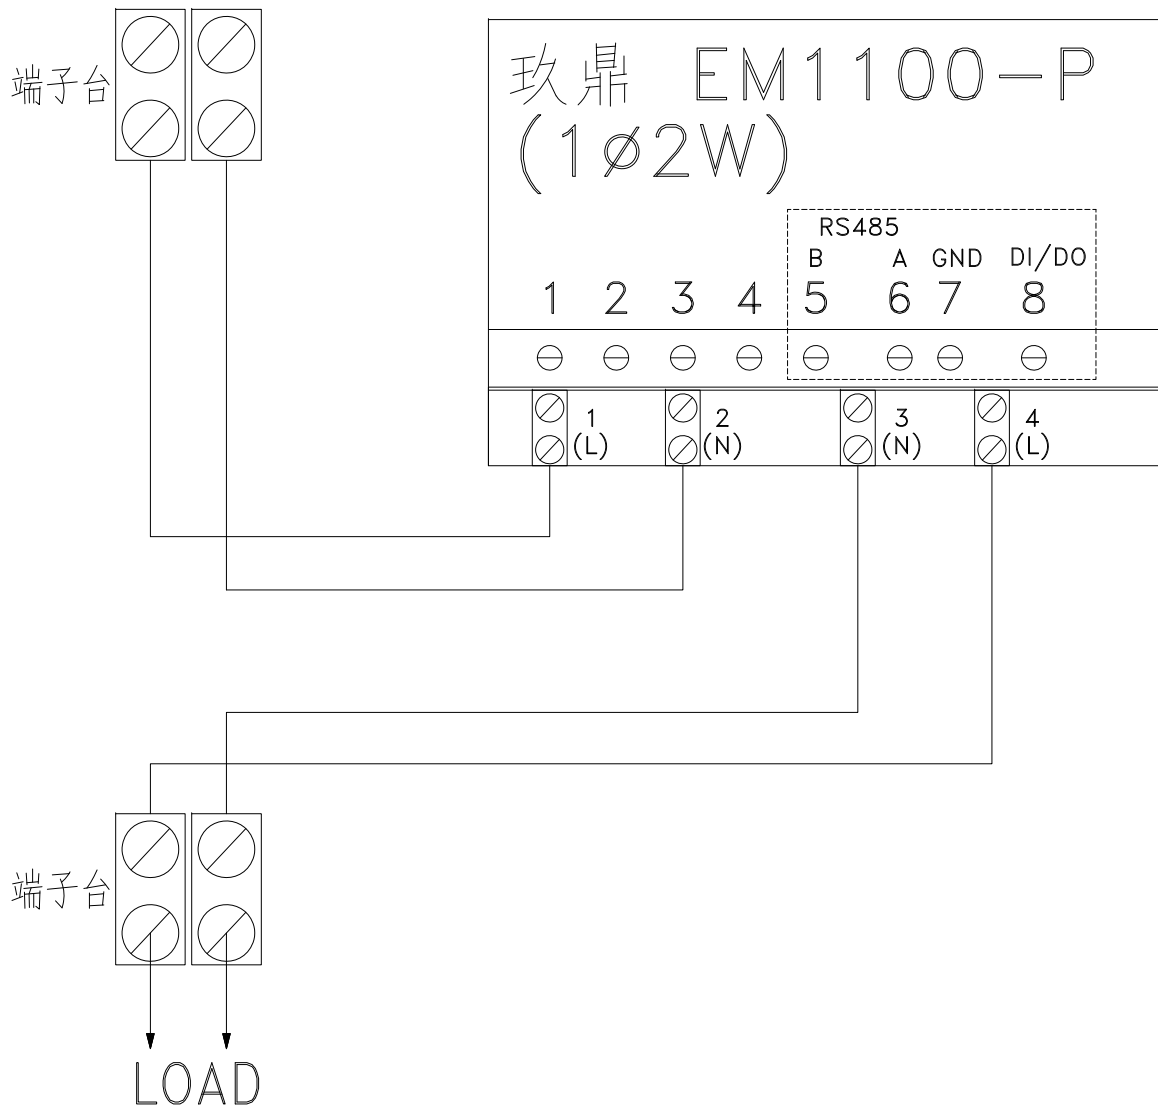 端子台
玖鼎 EM1100-P
(1ø2W)
RS485
B A GND DI/DO
1 2 3 4 5 6 7 8
1 2 3 4
(L) (N) (N) (L)
端子台
LOAD